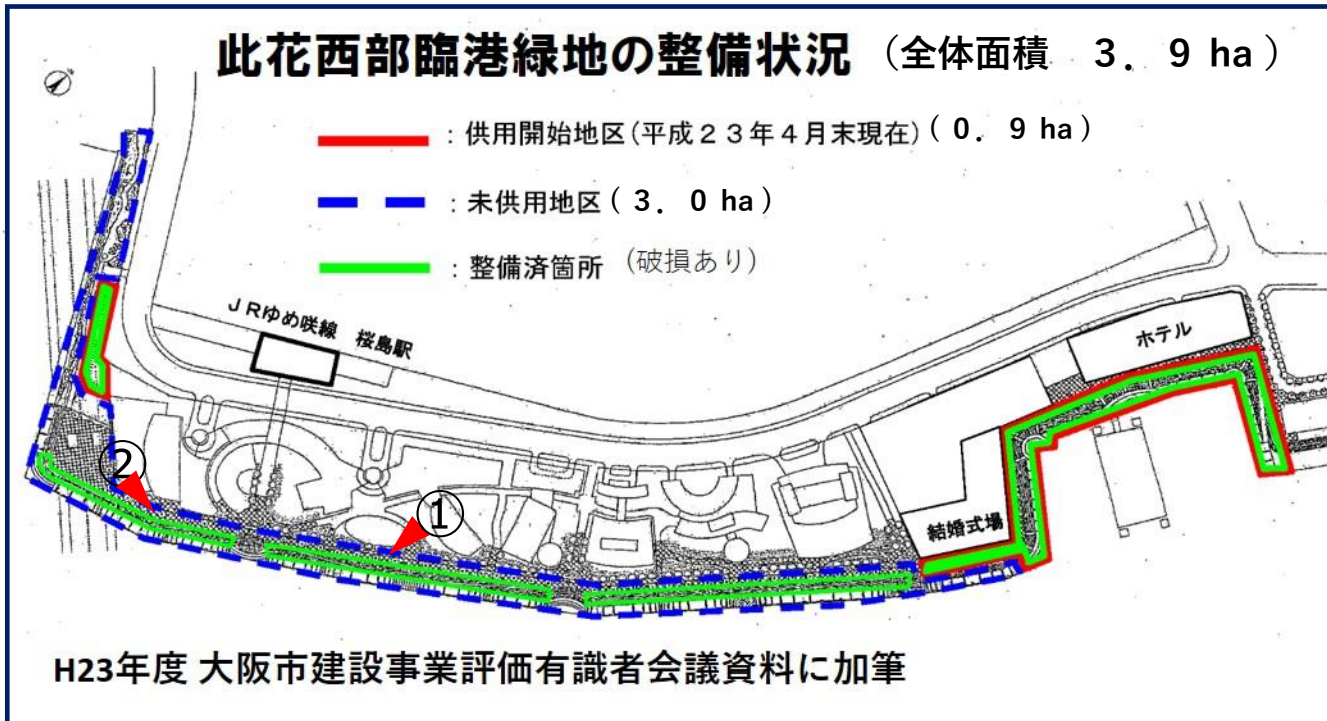 此花西部臨港緑地の整備状況 (全体面積 3.9 ha)
:供用開始地区(平成23年4月末現在)(0.9 ha)
:未供用地区(3.0 ha)
:整備済箇所 (破損あり)
JRゆめ咲線 桜島駅
ホテル
②
①
結婚式場
H23年度 大阪市建設事業評価有識者会議資料に加筆